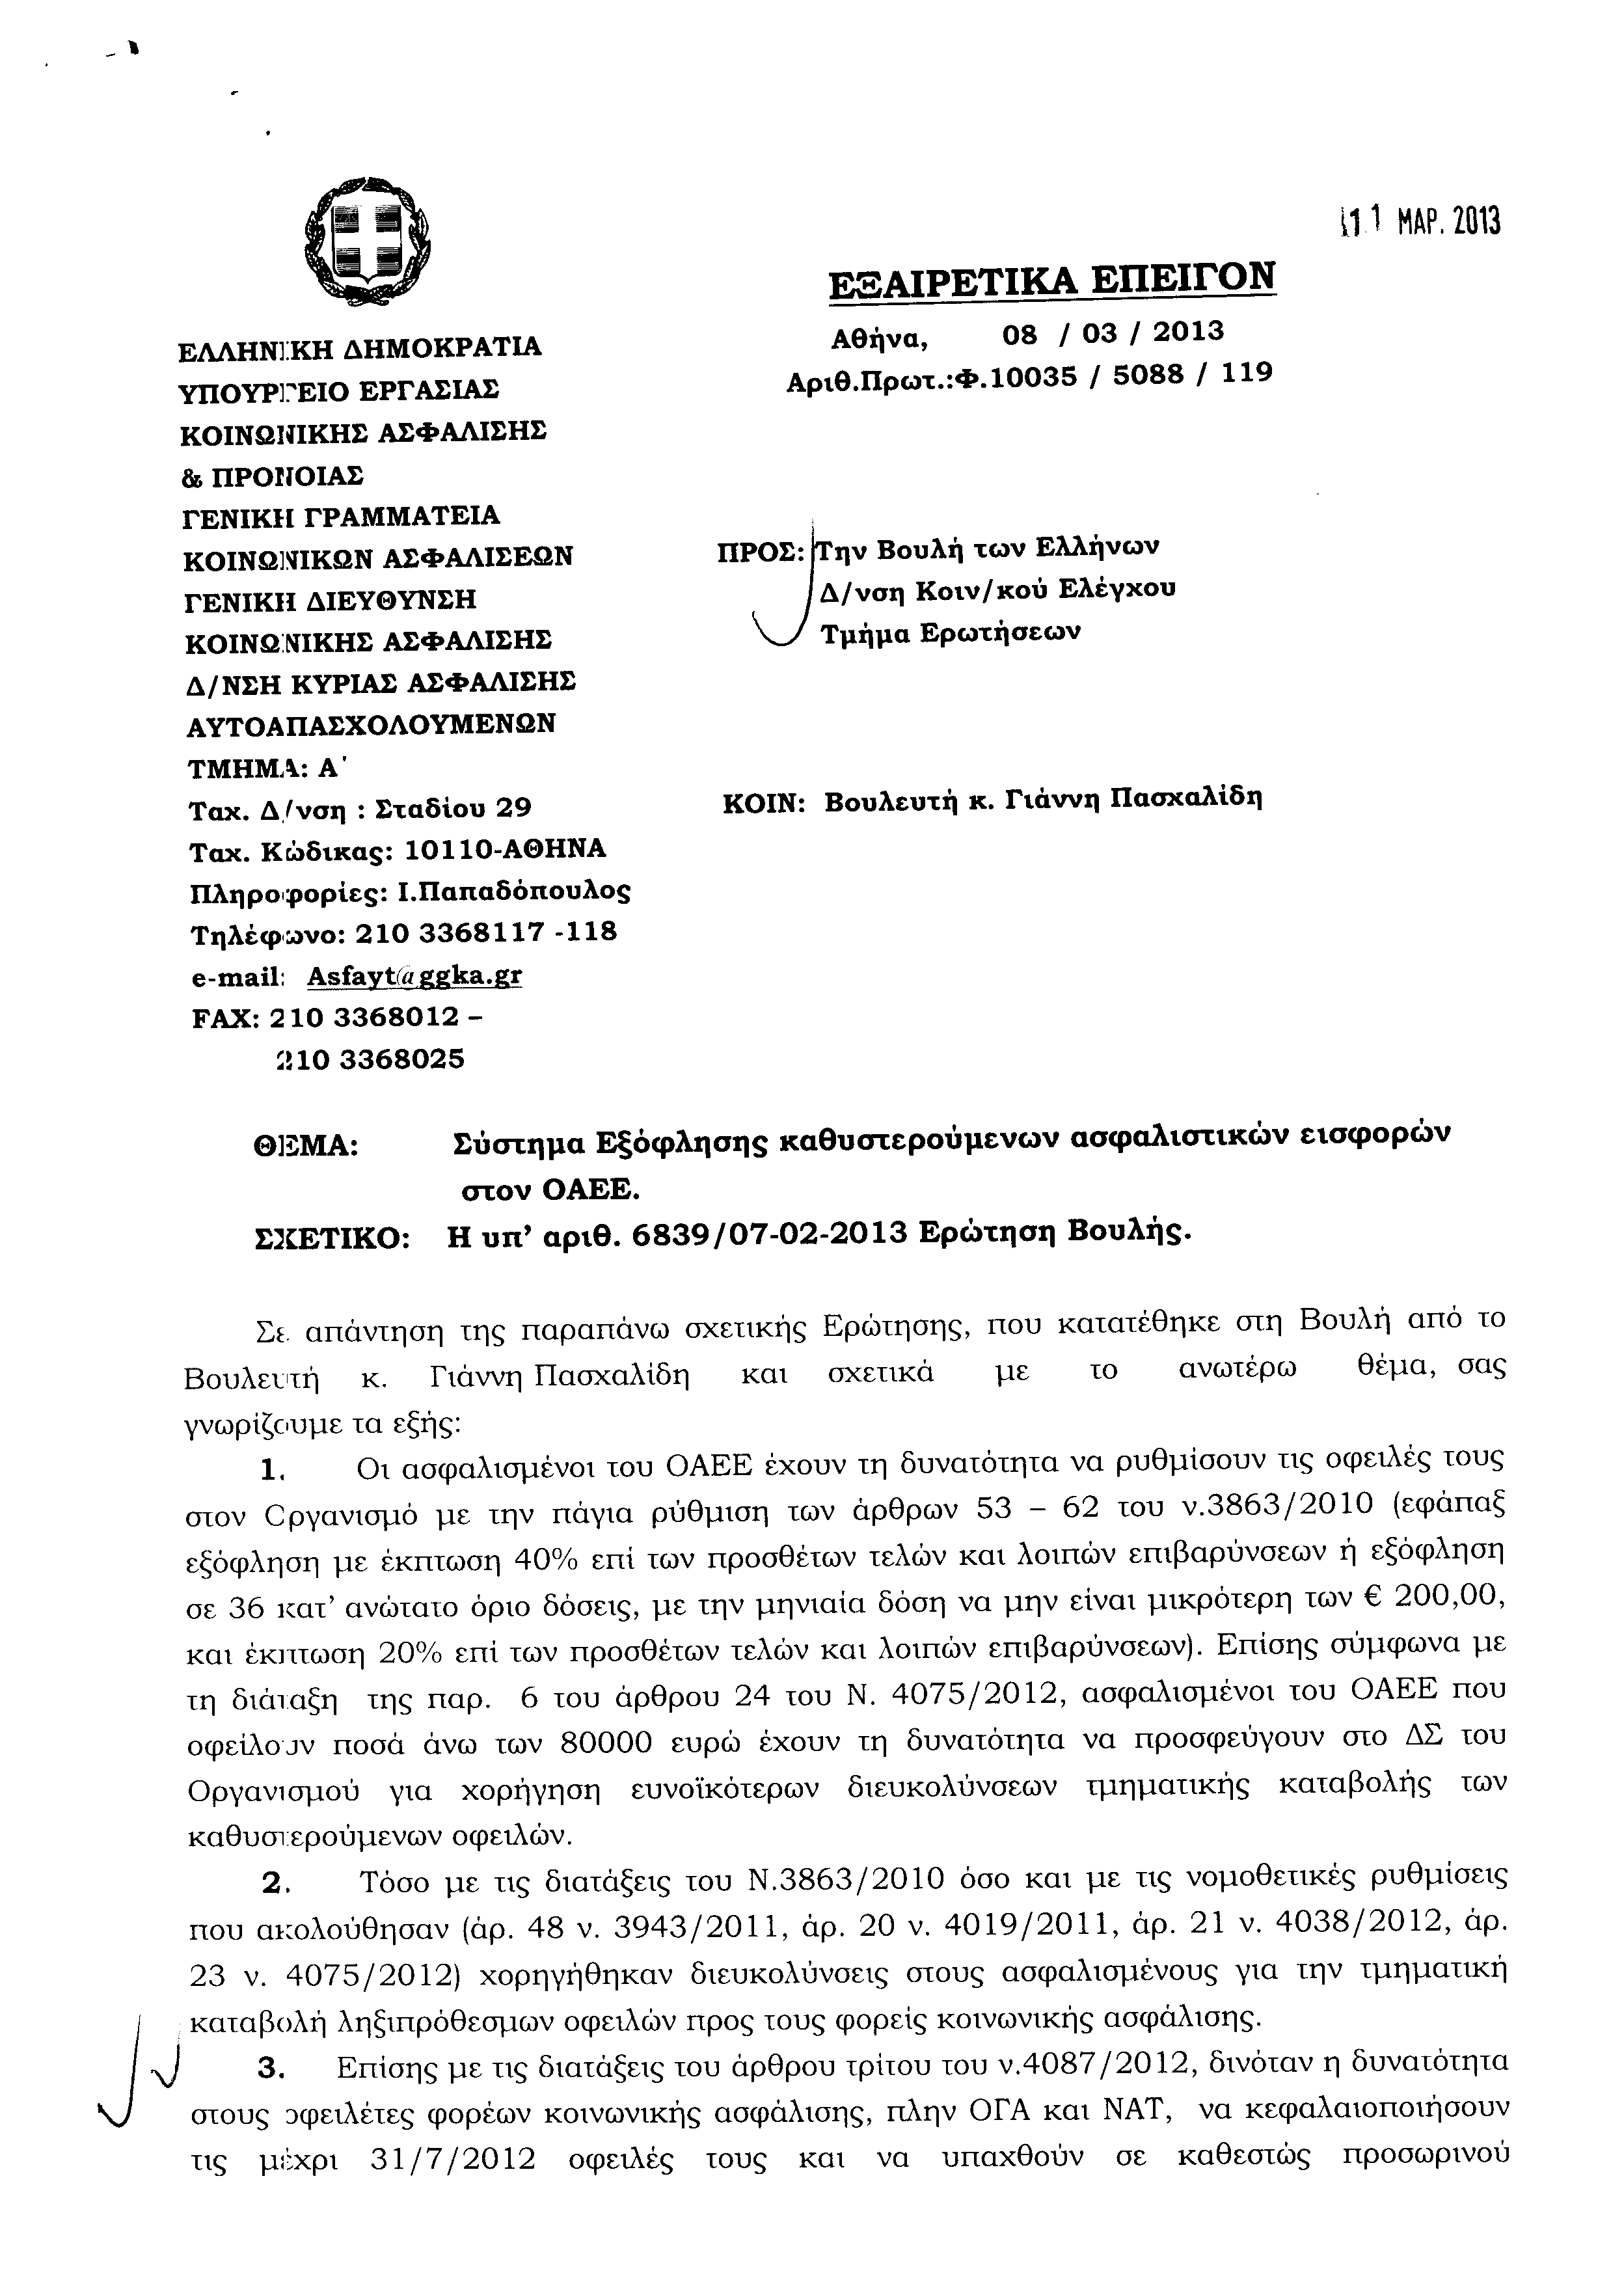 11 ΜΑΡ. 2013
ΕΞΑΙΡΕΤΙΚΑ ΕΠΕΙΓΟΝ
Αθήνα, 08 / 03 / 2013
Αριθ.Πρωτ.:Φ.10035 / 5088 / 119
ΕΛΛΗΝΙΚΗ ΔΗΜΟΚΡΑΤΙΑ
ΥΠΟΥΡΓΕΙΟ ΕΡΓΑΣΙΑΣ
ΚΟΙΝΩΝΙΚΗΣ ΑΣΦΑΛΙΣΗΣ
& ΠΡΟΝΟΙΑΣ
ΓΕΝΙΚΗ ΓΡΑΜΜΑΤΕΙΑ
ΚΟΙΝΩΝΙΚΩΝ ΑΣΦΑΛΙΣΕΩΝ
ΓΕΝΙΚΗ ΔΙΕΥΘΥΝΣΗ
ΚΟΙΝΩΝΙΚΗΣ ΑΣΦΑΛΙΣΗΣ
Δ/ΝΣΗ ΚΥΡΙΑΣ ΑΣΦΑΛΙΣΗΣ
ΑΥΤΟΑΠΑΣΧΟΛΟΥΜΕΝΩΝ
ΤΜΗΜΑ: Α΄
Ταχ. Δ/νση : Σταδίου 29
Ταχ. Κώδικας: 10110-ΑΘΗΝΑ
Πληροφορίες: Ι.Παπαδόπουλος
Τηλέφωνο: 210 3368117 -118
e-mail: Asfayt@ggka.gr
FAX: 210 3368012 –
210 3368025
ΠΡΟΣ: Την Βουλή των Ελλήνων
Δ/νση Κοιν/κού Ελέγχου
Τμήμα Ερωτήσεων
ΚΟΙΝ: Βουλευτή κ. Γιάννη Πασχαλίδη
ΘΕΜΑ: Σύστημα Εξόφλησης καθυστερούμενων ασφαλιστικών εισφορών
στον ΟΑΕΕ.
ΣΧΕΤΙΚΟ: Η υπ’ αριθ. 6839/07-02-2013 Ερώτηση Βουλής.
Σε απάντηση της παραπάνω σχετικής Ερώτησης, που κατατέθηκε στη Βουλή από το
Βουλευτή κ. Γιάννη Πασχαλίδη και σχετικά με το ανωτέρω θέμα, σας
γνωρίζουμε τα εξής:
1. Οι ασφαλισμένοι του ΟΑΕΕ έχουν τη δυνατότητα να ρυθμίσουν τις οφειλές τους
στον Οργανισμό με την πάγια ρύθμιση των άρθρων 53 – 62 του ν.3863/2010 (εφάπαξ
εξόφληση με έκπτωση 40% επί των προσθέτων τελών και λοιπών επιβαρύνσεων ή εξόφληση
σε 36 κατ’ ανώτατο όριο δόσεις, με την μηνιαία δόση να μην είναι μικρότερη των € 200,00,
και έκπτωση 20% επί των προσθέτων τελών και λοιπών επιβαρύνσεων). Επίσης σύμφωνα με
τη διάταξη της παρ. 6 του άρθρου 24 του Ν. 4075/2012, ασφαλισμένοι του ΟΑΕΕ που
οφείλουν ποσά άνω των 80000 ευρώ έχουν τη δυνατότητα να προσφεύγουν στο ΔΣ του
Οργανισμού για χορήγηση ευνοϊκότερων διευκολύνσεων τμηματικής καταβολής των
καθυστερούμενων οφειλών.
2. Τόσο με τις διατάξεις του Ν.3863/2010 όσο και με τις νομοθετικές ρυθμίσεις
που ακολούθησαν (άρ. 48 ν. 3943/2011, άρ. 20 ν. 4019/2011, άρ. 21 ν. 4038/2012, άρ.
23 ν. 4075/2012) χορηγήθηκαν διευκολύνσεις στους ασφαλισμένους για την τμηματική
καταβολή ληξιπρόθεσμων οφειλών προς τους φορείς κοινωνικής ασφάλισης.
3. Επίσης με τις διατάξεις του άρθρου τρίτου του ν.4087/2012, δινόταν η δυνατότητα
στους οφειλέτες φορέων κοινωνικής ασφάλισης, πλην ΟΓΑ και ΝΑΤ, να κεφαλαιοποιήσουν
τις μέχρι 31/7/2012 οφειλές τους και να υπαχθούν σε καθεστώς προσωρινού